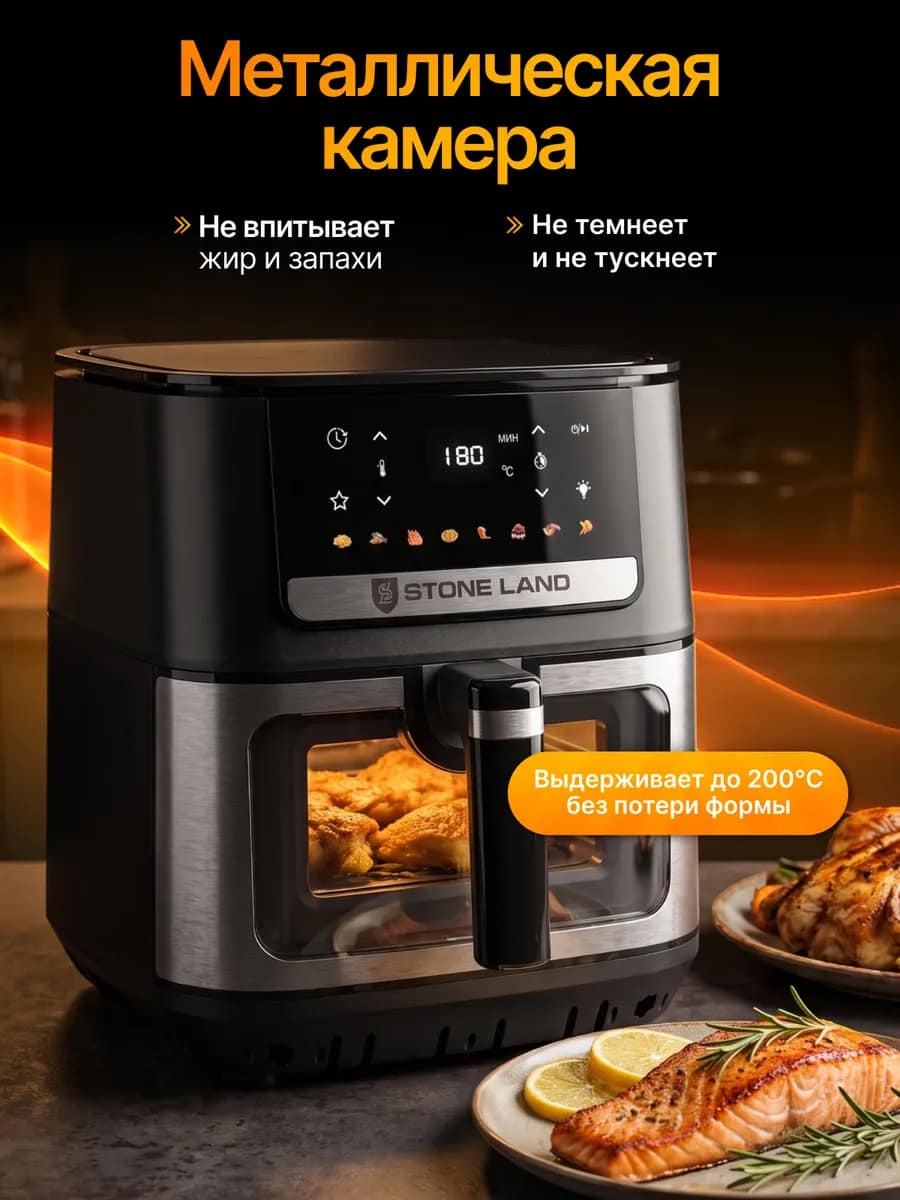 Металлическая
камера
Не впитывает
жир и запахи
Не темнеет
и не тускнеет
180
МИН
°C
STONE LAND
Выдерживает до 200°C
без потери формы